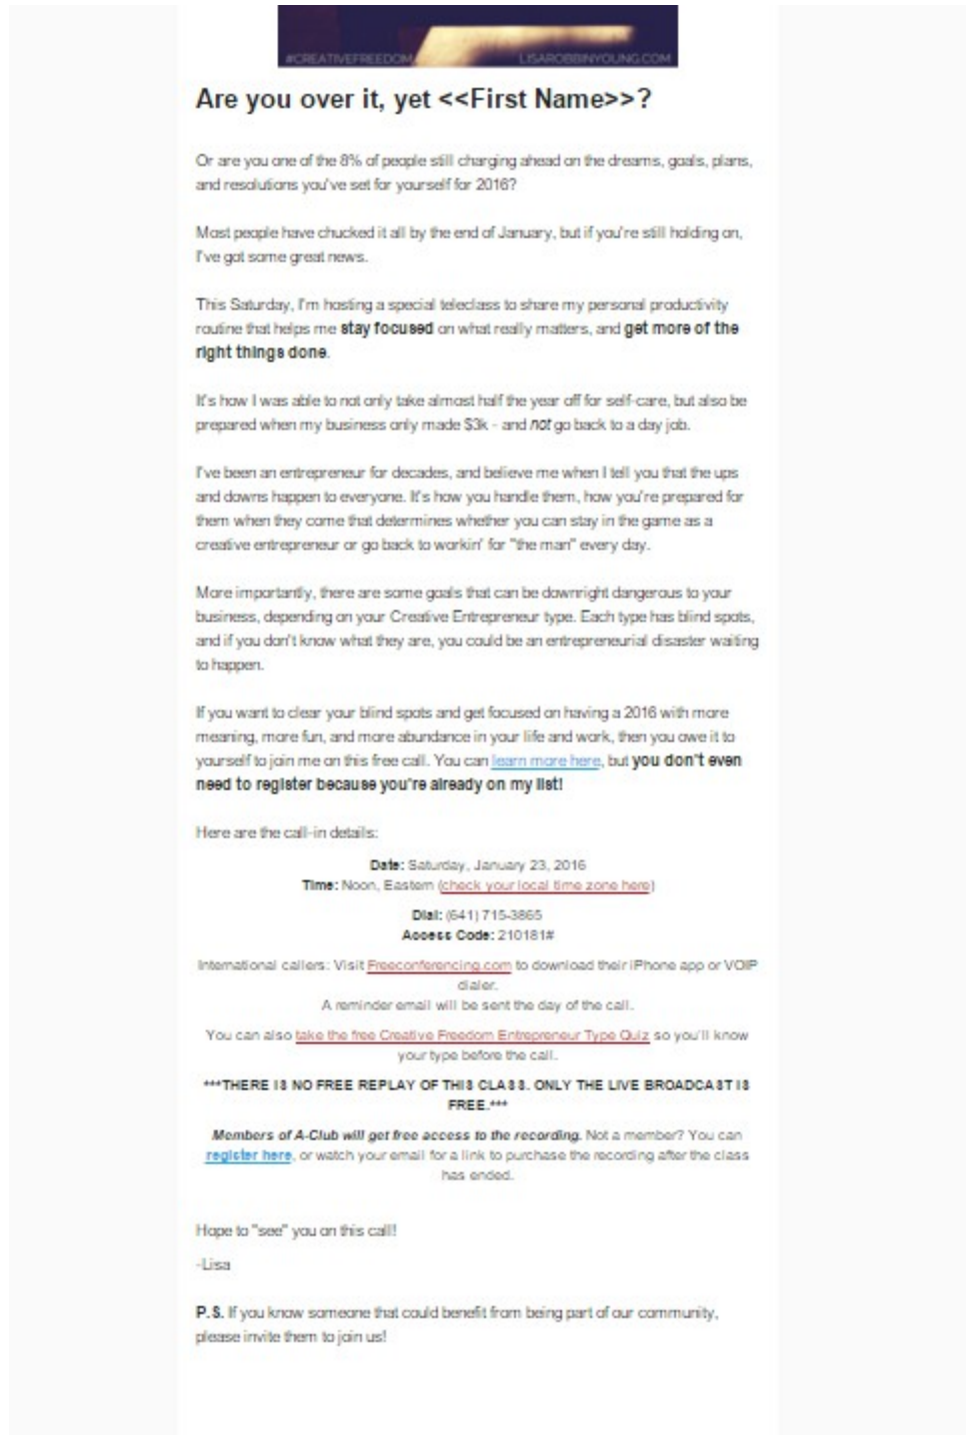 #CREATIVEFREEDOM
LISAROBBINYOUNG.COM
Are you over it, yet <<First Name>>?
Or are you one of the 8% of people still charging ahead on the dreams, goals, plans,
and resolutions you've set for yourself for 2016?
Most people have chucked it all by the end of January, but if you're still holding on,
I've got some great news.
This Saturday, I'm hosting a special teleclass to share my personal productivity
routine that helps me stay focused on what really matters, and get more of the
right things done.
It's how I was able to not only take almost half the year off for self-care, but also be
prepared when my business only made $3k - and not go back to a day job.
I've been an entrepreneur for decades, and believe me when I tell you that the ups
and downs happen to everyone. It's how you handle them, how you're prepared for
them when they come that determines whether you can stay in the game as a
creative entrepreneur or go back to workin' for "the man" every day.
More importantly, there are some goals that can be downright dangerous to your
business, depending on your Creative Entrepreneur type. Each type has blind spots,
and if you don't know what they are, you could be an entrepreneurial disaster waiting
to happen.
If you want to clear your blind spots and get focused on having a 2016 with more
meaning, more fun, and more abundance in your life and work, then you owe it to
yourself to join me on this free call. You can learn more here, but you don't even
need to register because you're already on my list!
Here are the call-in details:
Date: Saturday, January 23, 2016
Time: Noon, Eastern (check your local time zone here)
Dial: (641) 715-3865
Access Code: 210181#
International callers: Visit Freeconferencing.com to download their iPhone app or VOIP
dialer.
A reminder email will be sent the day of the call.
You can also take the free Creative Freedom Entrepreneur Type Quiz so you'll know
your type before the call.
***THERE IS NO FREE REPLAY OF THIS CLASS. ONLY THE LIVE BROADCAST IS
FREE.***
Members of A-Club will get free access to the recording. Not a member? You can
register here, or watch your email for a link to purchase the recording after the class
has ended.
Hope to "see" you on this call!
-Lisa
P.S. If you know someone that could benefit from being part of our community,
please invite them to join us!